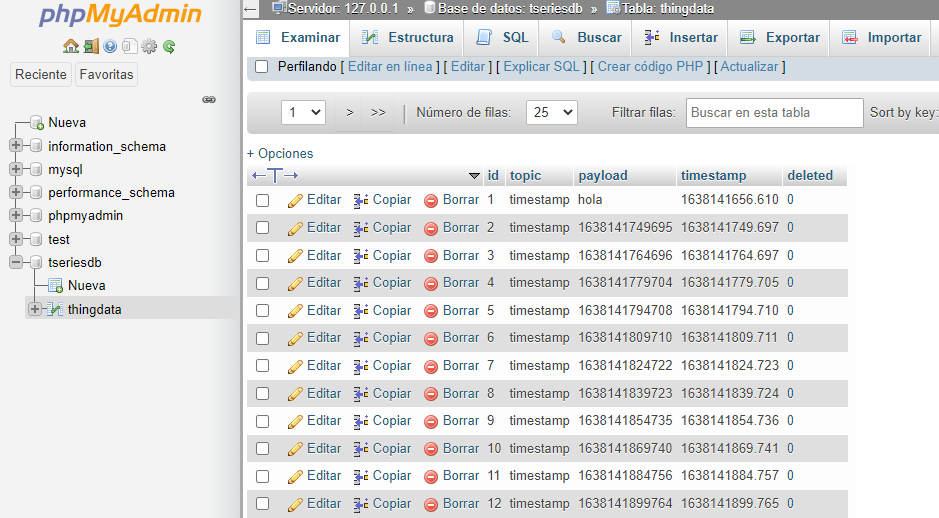 phpMyAdmin
Reciente Favoritas
Nueva
information_schema
mysql
performance_schema
phpmyadmin
test
tseriesdb
Nueva
thingdata
Servidor: 127.0.0.1 » Base de datos: tseriesdb » Tabla: thingdata
Examinar Estructura SQL Buscar Insertar Exportar Importar
Perfilando [ Editar en línea ] [ Editar ] [ Explicar SQL ] [ Crear código PHP ] [ Actualizar ]
1 > >> Número de filas: 25 Filtrar filas: Buscar en esta tabla Sort by key:
+ Opciones
←T→ id topic payload timestamp deleted
Editar Copiar Borrar 1 timestamp hola 1638141656.610 0
Editar Copiar Borrar 2 timestamp 1638141749695 1638141749.697 0
Editar Copiar Borrar 3 timestamp 1638141764696 1638141764.697 0
Editar Copiar Borrar 4 timestamp 1638141779704 1638141779.705 0
Editar Copiar Borrar 5 timestamp 1638141794708 1638141794.710 0
Editar Copiar Borrar 6 timestamp 1638141809710 1638141809.711 0
Editar Copiar Borrar 7 timestamp 1638141824722 1638141824.723 0
Editar Copiar Borrar 8 timestamp 1638141839723 1638141839.724 0
Editar Copiar Borrar 9 timestamp 1638141854735 1638141854.736 0
Editar Copiar Borrar 10 timestamp 1638141869740 1638141869.741 0
Editar Copiar Borrar 11 timestamp 1638141884756 1638141884.757 0
Editar Copiar Borrar 12 timestamp 1638141899764 1638141899.765 0